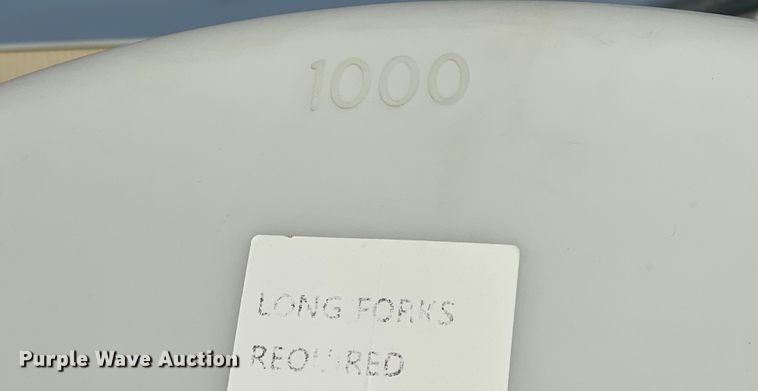 1000
LONG FORKS
REQUIRED
Purple Wave Auction